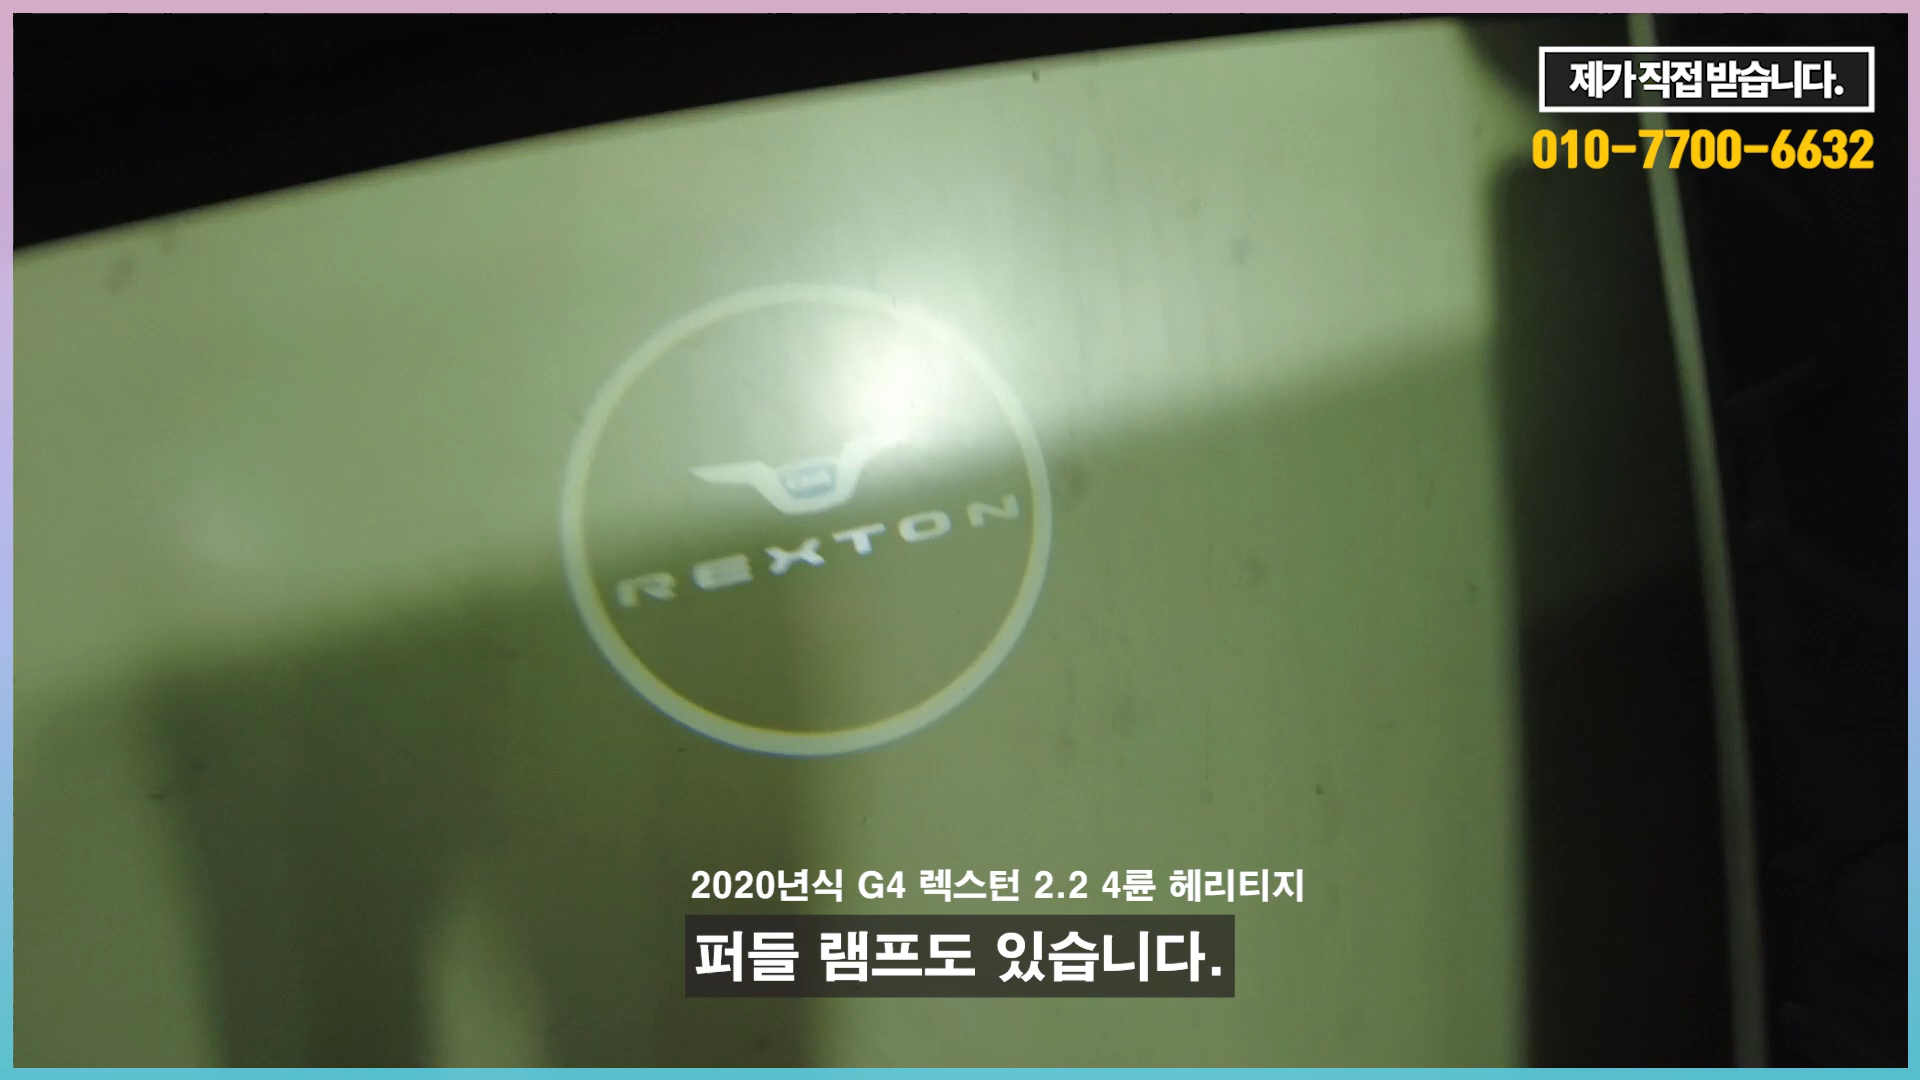 제가 직접 받습니다.
010-7700-6632
REXTON
2020년식 G4 렉스턴 2.2 4륜 헤리티지
퍼들 램프도 있습니다.